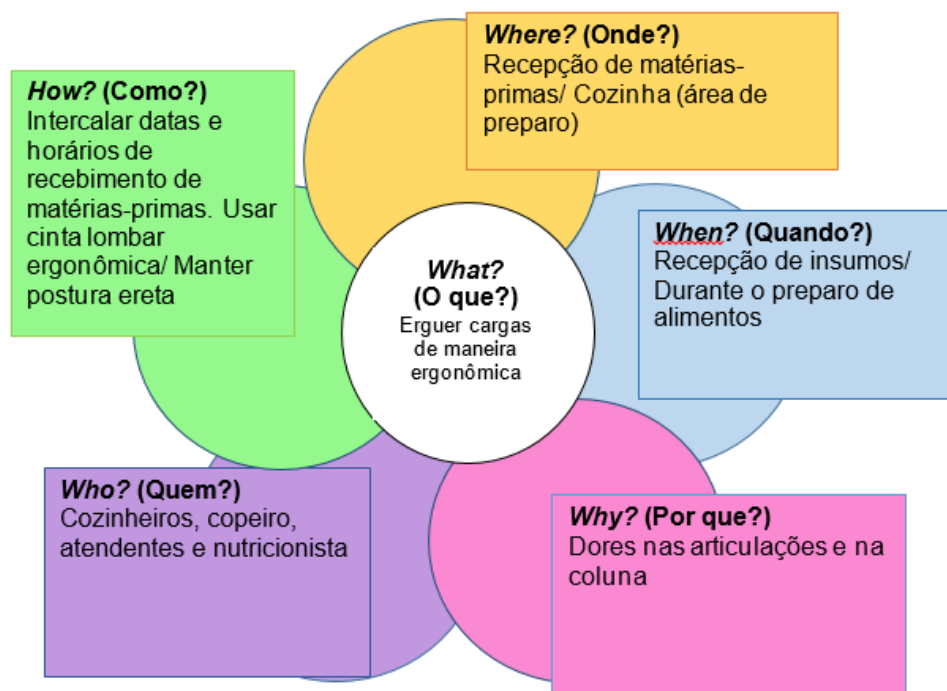 Where? (Onde?)
Recepção de matérias-
primas/ Cozinha (área de
preparo)
How? (Como?)
Intercalar datas e
horários de
recebimento de
matérias-primas. Usar
cinta lombar
ergonômica/ Manter
postura ereta
When? (Quando?)
Recepção de insumos/
Durante o preparo de
alimentos
What?
(O que?)
Erguer cargas
de maneira
ergonômica
Who? (Quem?)
Cozinheiros, copeiro,
atendentes e nutricionista
Why? (Por que?)
Dores nas articulações e na
coluna